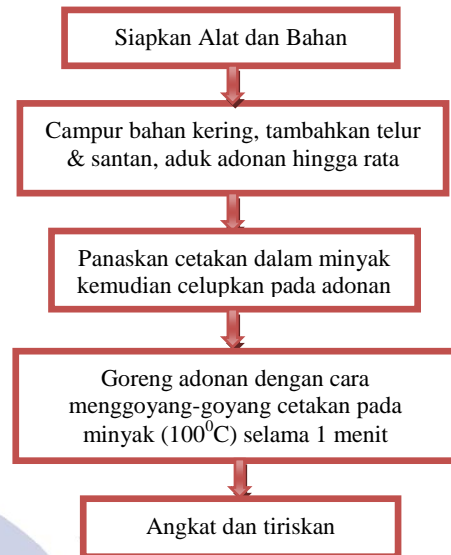 Siapkan Alat dan Bahan
Campur bahan kering, tambahkan telur
& santan, aduk adonan hingga rata
Panaskan cetakan dalam minyak
kemudian celupkan pada adonan
Goreng adonan dengan cara
menggoyang-goyang cetakan pada
minyak (100⁰C) selama 1 menit
Angkat dan tiriskan